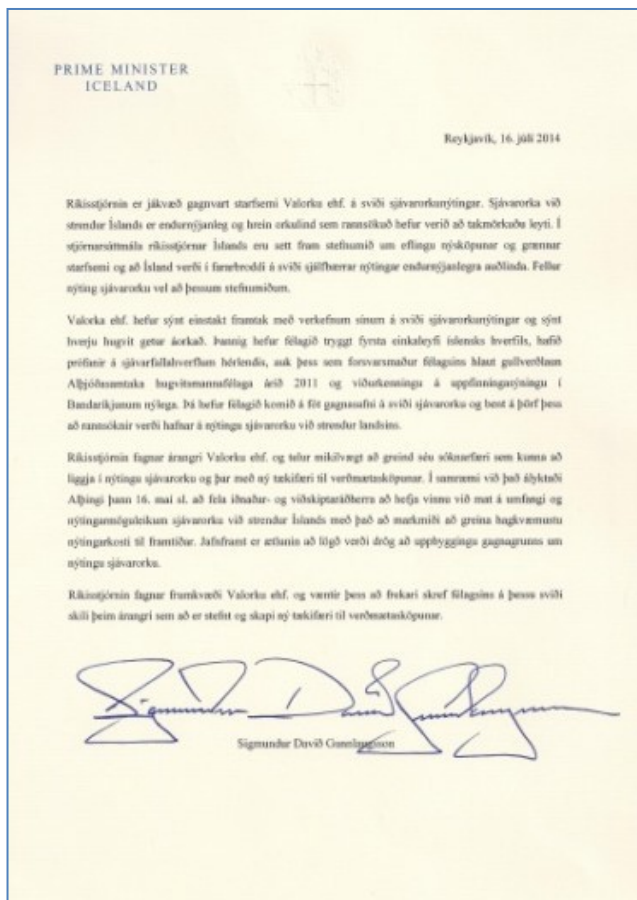 PRIME MINISTER
ICELAND
Reykjavík, 16. júlí 2014
Ríkisstjórnin er jákvæð gagnvart starfsemi Valorku ehf. á sviði sjávarorkunýtingar. Sjávarorka við
strendur Íslands er endurnýjanleg og hrein orkulind sem rannsökuð hefur verið að takmörkuðu leyti. Í
stjórnarsáttmála ríkisstjórnar Íslands eru sett fram stefnumið um eflingu nýsköpunar og grænnar
starfsemi og að Ísland verði í fararbroddi á sviði sjálfbærrar nýtingar endurnýjanlegra auðlinda. Fellur
nýting sjávarorku vel að þessum stefnumiðum.
Valorka ehf. hefur sýnt einstakt framtak með verkefnum sínum á sviði sjávarorkunýtingar og sýnt
hverju hugvit getur áorkað. Þannig hefur félagið tryggt fyrsta einkaleyfi íslensks hverfils, hafið
prófanir á sjávarfallahverflum hérlendis, auk þess sem forsvarsmaður félagsins hlaut gullverðlaun
Alþjóðasamtaka hugvitsmannafélaga árið 2011 og viðurkenningu á uppfinningasýningu í
Bandaríkjunum nýlega. Þá hefur félagið komið á fót gagnasafni á sviði sjávarorku og bent á þörf þess
að rannsóknir verði hafnar á nýtingu sjávarorku við strendur landsins.
Ríkisstjórnin fagnar árangri Valorku ehf. og telur mikilvægt að greind séu sóknarfæri sem kunna að
liggja í nýtingu sjávarorku og þar með ný tækifæri til verðmætasköpunar. Í samræmi við það ályktaði
Alþingi þann 16. maí sl. að fela iðnaðar- og viðskiptaráðherra að hefja vinnu við mat á umfangi og
nýtingarmöguleikum sjávarorku við strendur Íslands með það að markmiði að greina hagkvæmustu
nýtingarkosti til framtíðar. Jafnframt er ætlunin að lögð verði drög að uppbyggingu gagnagrunns um
nýtingu sjávarorku.
Ríkisstjórnin fagnar frumkvæði Valorku ehf. og væntir þess að frekari skref félagsins á þessu sviði
skili þeim árangri sem að er stefnt og skapi ný tækifæri til verðmætasköpunar.
Sigmundur Davíð Gunnlaugsson